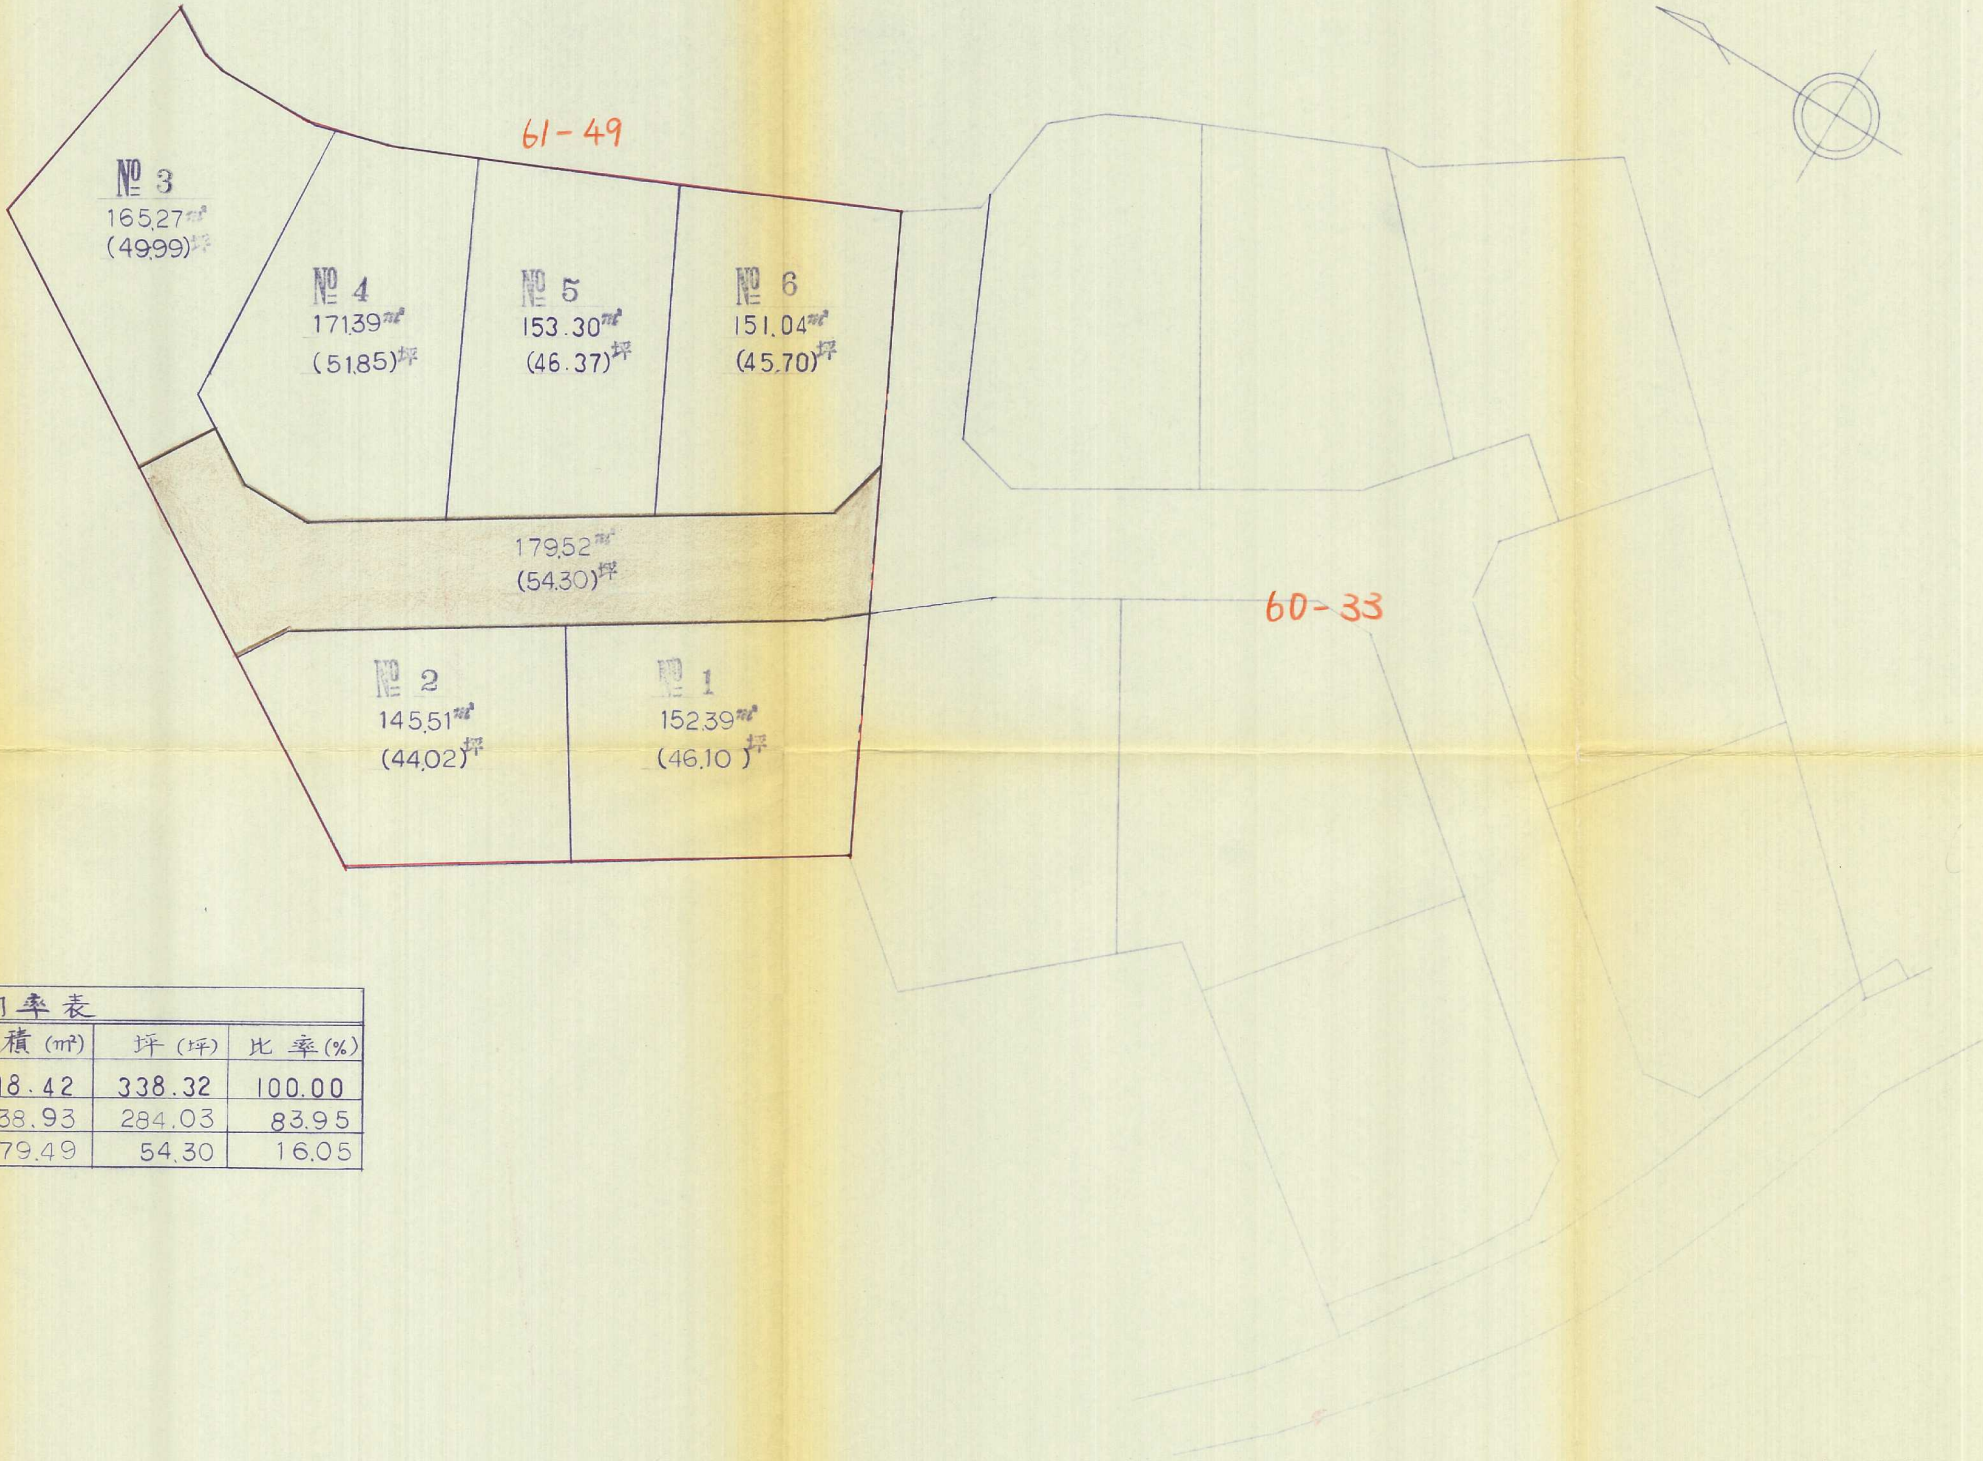 61-49
№ 3
165.27㎡
(49.99)坪
№ 4
171.39㎡
(51.85)坪
№ 5
153.30㎡
(46.37)坪
№ 6
151.04㎡
(45.70)坪
179.52㎡
(54.30)坪
60-33
№ 2
145.51㎡
(44.02)坪
№ 1
152.39㎡
(46.10)坪
率表
積(㎡) 坪(坪) 比率(%)
18.42 338.32 100.00
38.93 284.03 83.95
79.49 54.30 16.05